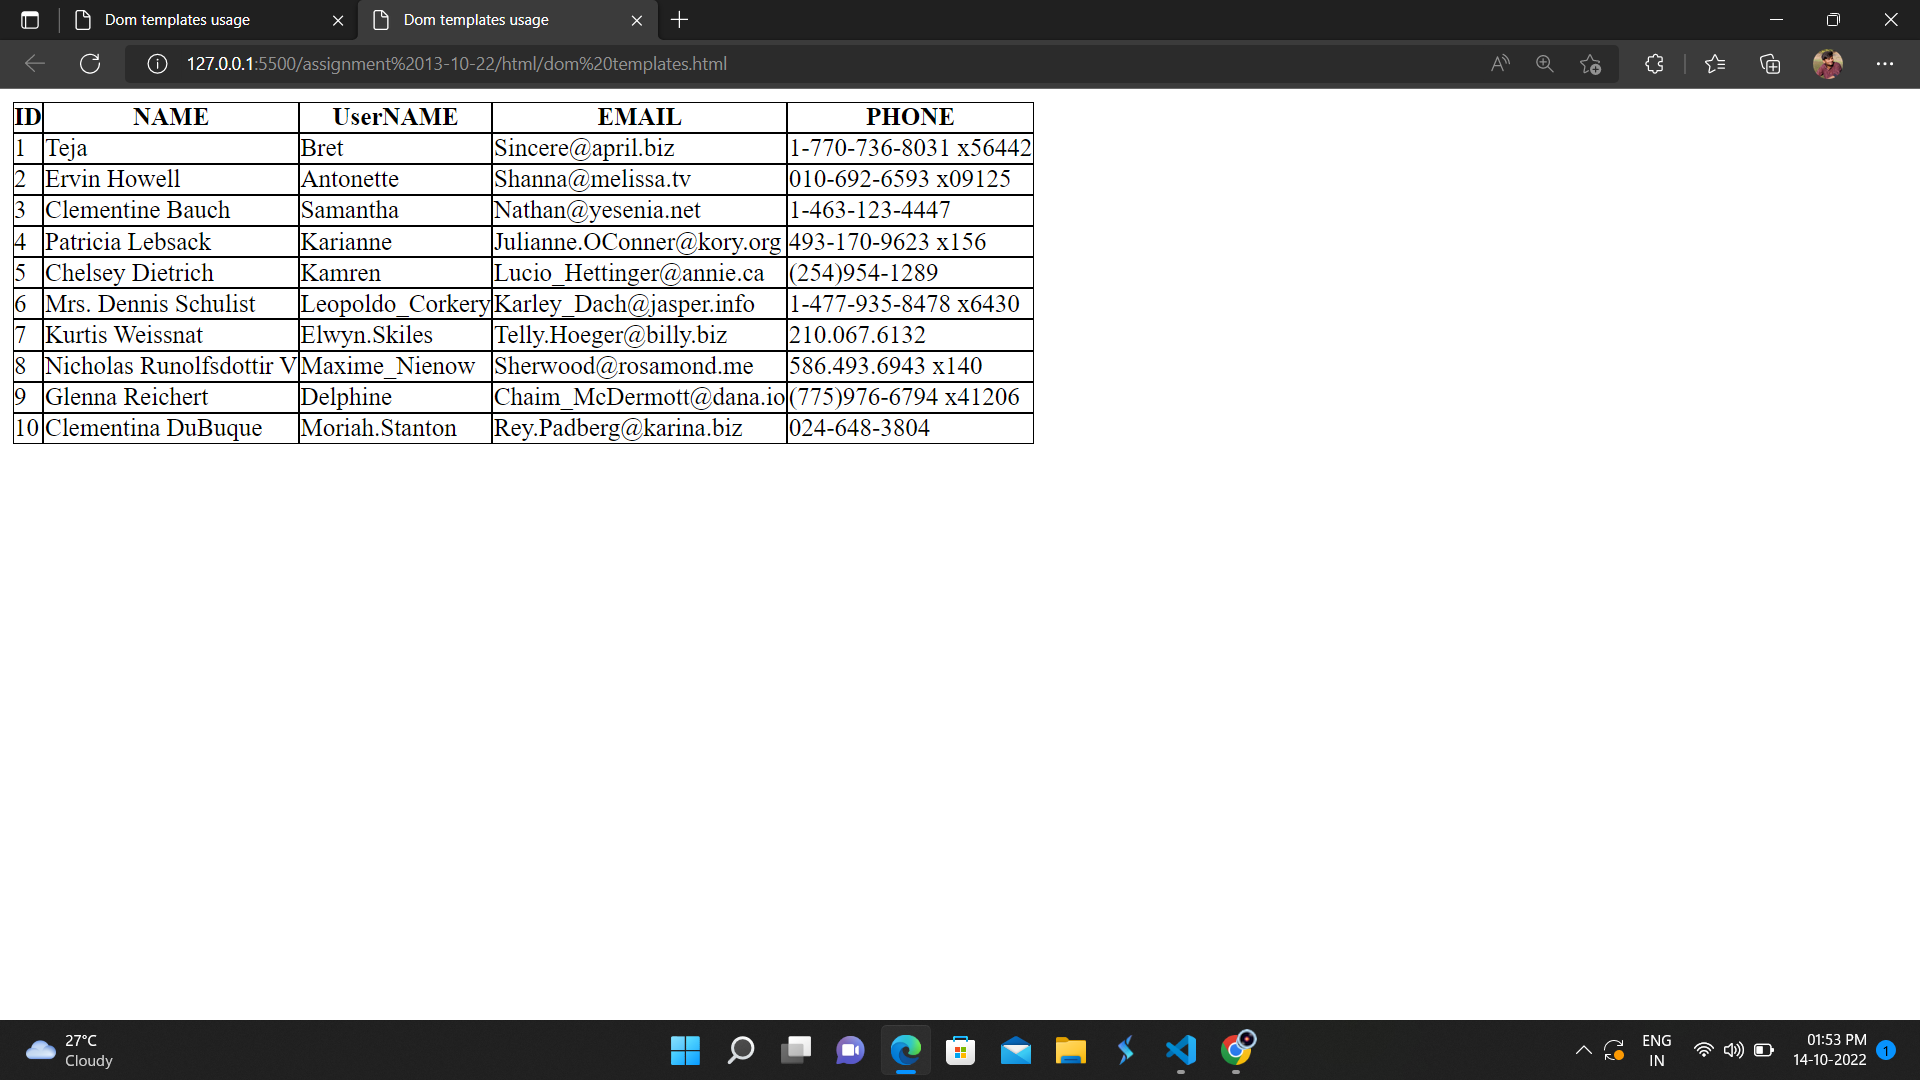 Dom templates usage
Dom templates usage
127.0.0.1:5500/assignment%2013-10-22/html/dom%20templates.html
ID NAME UserNAME EMAIL PHONE
1 Teja Bret Sincere@april.biz 1-770-736-8031 x56442
2 Ervin Howell Antonette Shanna@melissa.tv 010-692-6593 x09125
3 Clementine Bauch Samantha Nathan@yesenia.net 1-463-123-4447
4 Patricia Lebsack Karianne Julianne.OConner@kory.org 493-170-9623 x156
5 Chelsey Dietrich Kamren Lucio_Hettinger@annie.ca (254)954-1289
6 Mrs. Dennis Schulist Leopoldo_Corkery Karley_Dach@jasper.info 1-477-935-8478 x6430
7 Kurtis Weissnat Elwyn.Skiles Telly.Hoeger@billy.biz 210.067.6132
8 Nicholas Runolfsdottir V Maxime_Nienow Sherwood@rosamond.me 586.493.6943 x140
9 Glenna Reichert Delphine Chaim_McDermott@dana.io (775)976-6794 x41206
10 Clementina DuBuque Moriah.Stanton Rey.Padberg@karina.biz 024-648-3804
27°C
Cloudy
ENG
IN
01:53 PM
14-10-2022
1